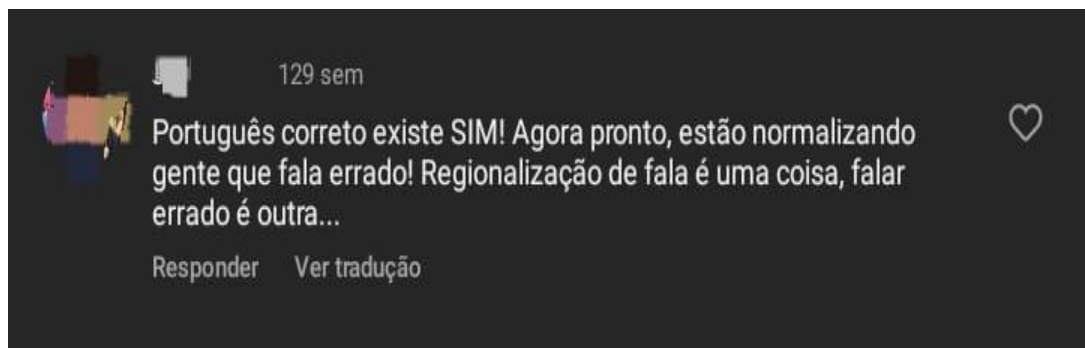 129 sem
Português correto existe SIM! Agora pronto, estão normalizando
gente que fala errado! Regionalização de fala é uma coisa, falar
errado é outra...
Responder Ver tradução